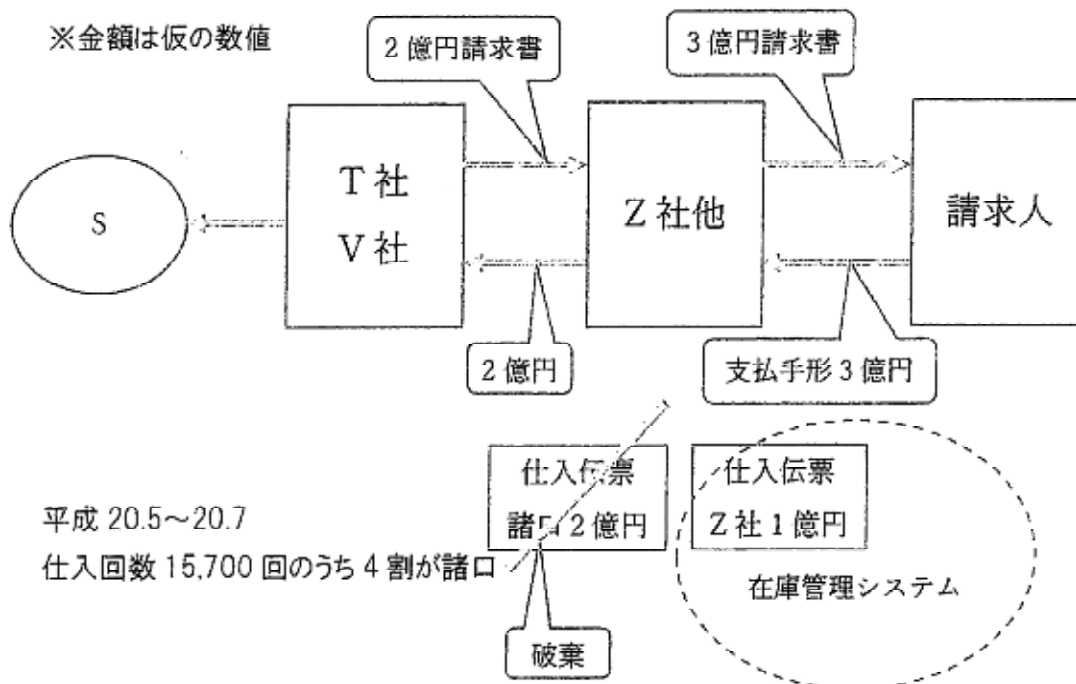 ※金額は仮の数値
2億円請求書
3億円請求書
S
T社
V社
Z社他
請求人
2億円
支払手形3億円
仕入伝票
諸口2億円
仕入伝票
Z社1億円
平成20.5～20.7
仕入回数15,700回のうち4割が諸口
在庫管理システム
破棄